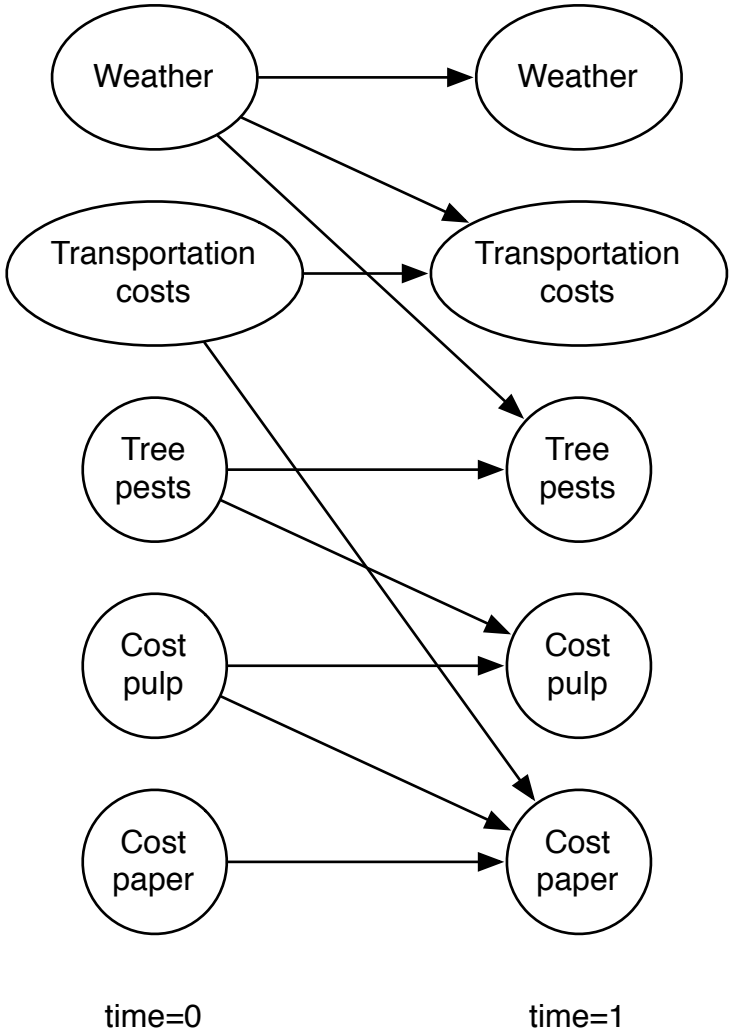 Weather
Weather
Transportation
costs
Transportation
costs
Tree
pests
Tree
pests
Cost
pulp
Cost
pulp
Cost
paper
Cost
paper
time=0
time=1